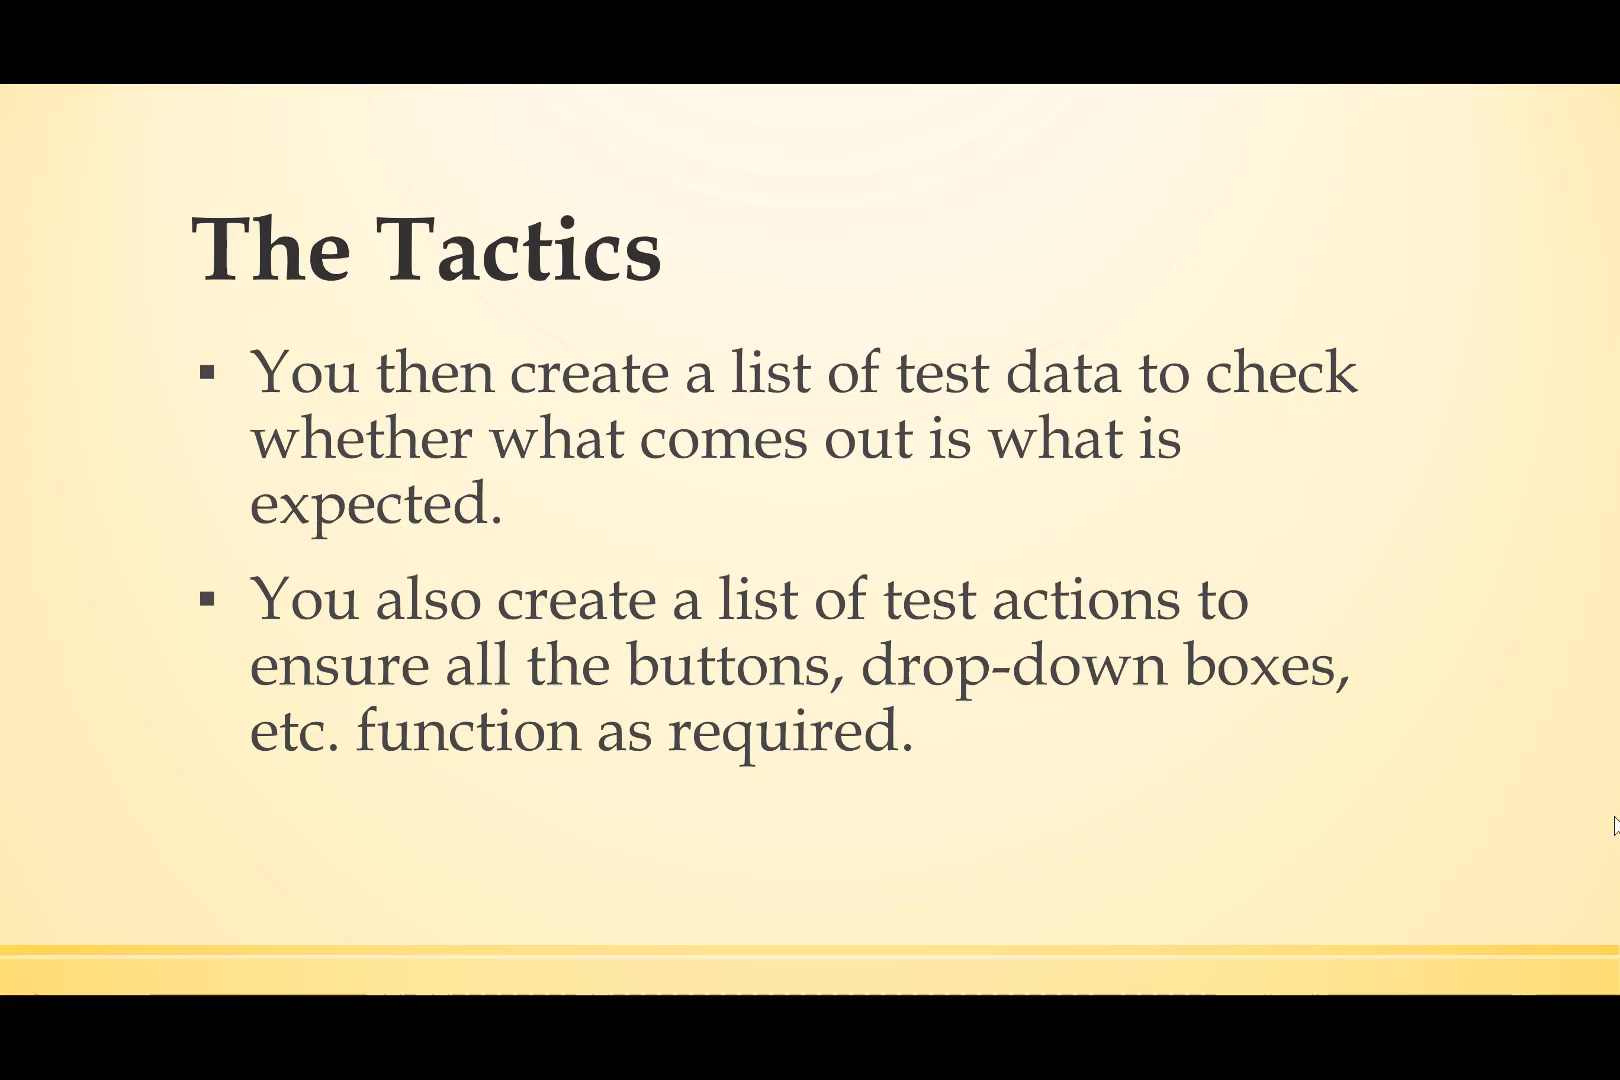 The Tactics
▪ You then create a list of test data to check
whether what comes out is what is
expected.
▪ You also create a list of test actions to
ensure all the buttons, drop-down boxes,
etc. function as required.